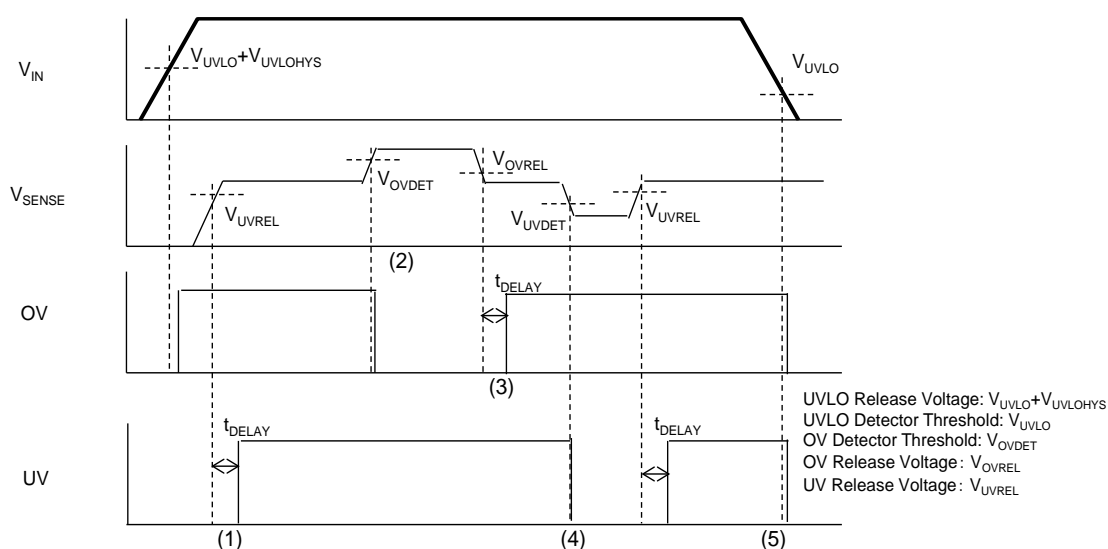 V_IN
V_UVLO+V_UVLOHYS
V_UVLO
V_SENSE
V_UVREL
V_OVDET
V_OVREL
V_UVDET
V_UVREL
(2)
OV
t_DELAY
(3)
UVLO Release Voltage: V_UVLO+V_UVLOHYS
UVLO Detector Threshold: V_UVLO
OV Detector Threshold: V_OVDET
OV Release Voltage: V_OVREL
UV Release Voltage: V_UVREL
UV
t_DELAY
t_DELAY
(1)
(4)
(5)